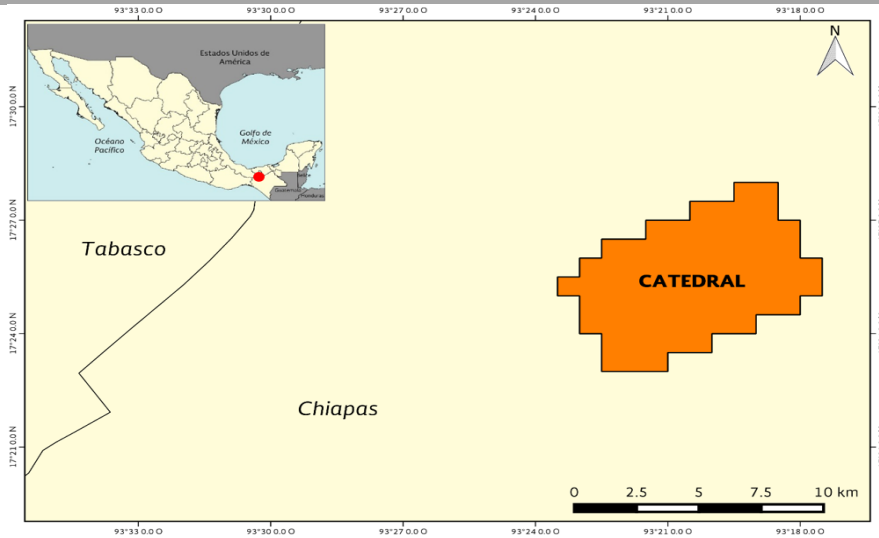 93°33'0.0"O 93°30'0.0"O 93°27'0.0"O 93°24'0.0"O 93°21'0.0"O 93°18'0.0"O
N
Estados Unidos de
América
Golfo de
México
Océano
Pacífico
Belize
Guatemala
Honduras
17°30'0.0"N
17°27'0.0"N
17°24'0.0"N
17°21'0.0"N
Tabasco
CATEDRAL
Chiapas
0 2.5 5 7.5 10 km
93°33'0.0"O 93°30'0.0"O 93°27'0.0"O 93°24'0.0"O 93°21'0.0"O 93°18'0.0"O